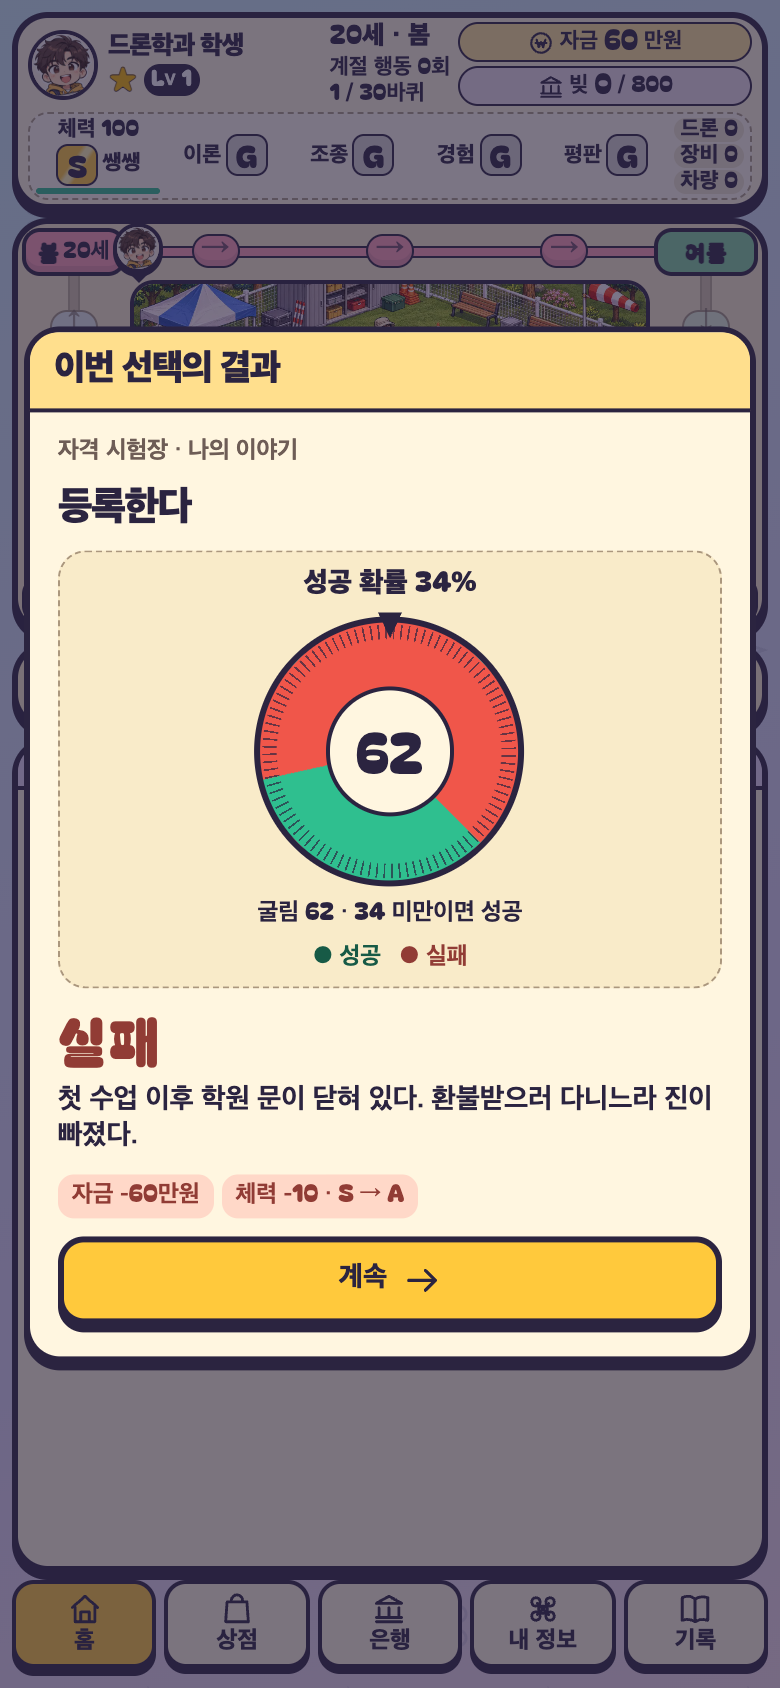 드론학과 학생
Lv 1
20세 · 봄
계절 행동 0회
1 / 30바퀴
자금 60 만원
빚 0 / 800
체력 100
S 쌩쌩
이론 G
조종 G
경험 G
평판 G
드론 0
장비 0
차량 0
봄 20세
여름
이번 선택의 결과
자격 시험장 · 나의 이야기
등록한다
성공 확률 34%
62
굴림 62 · 34 미만이면 성공
성공
실패
실패
첫 수업 이후 학원 문이 닫혀 있다. 환불받으러 다니느라 진이
빠졌다.
자금 -60만원
체력 -10 · S → A
계속 →
홈
상점
은행
내 정보
기록